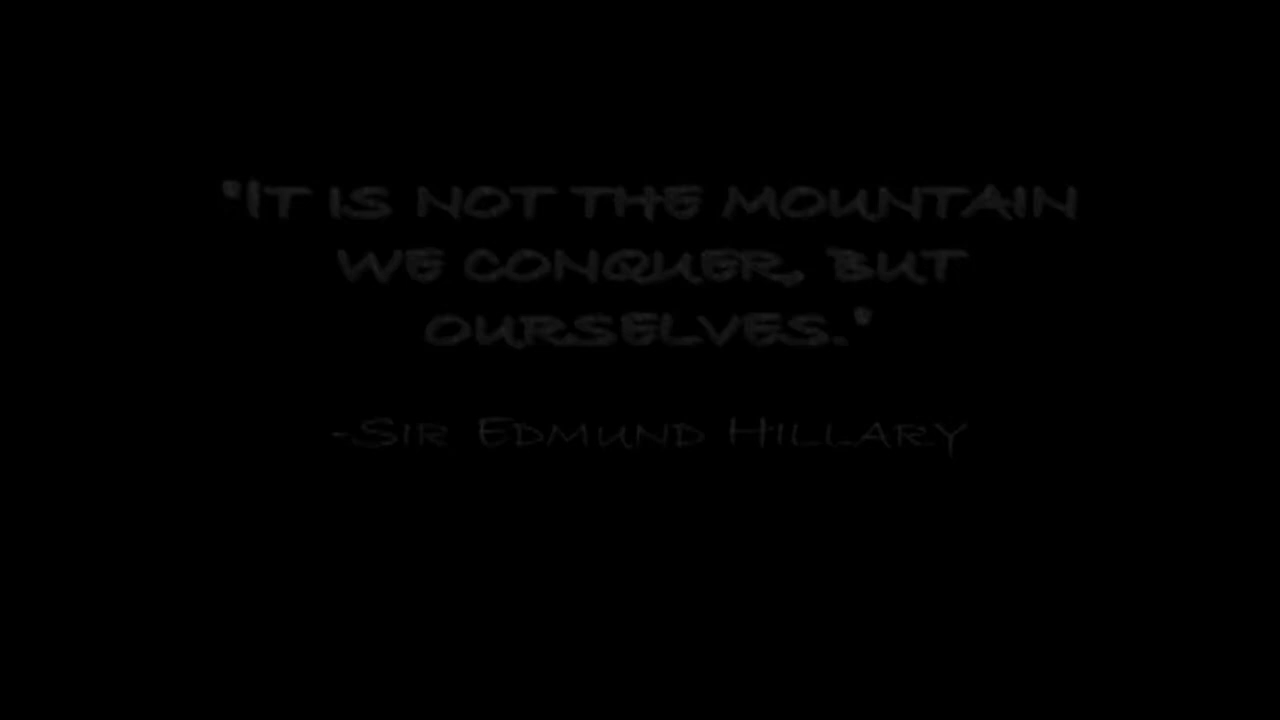 "It is not the mountain
we conquer, but
ourselves."
-Sir Edmund Hillary